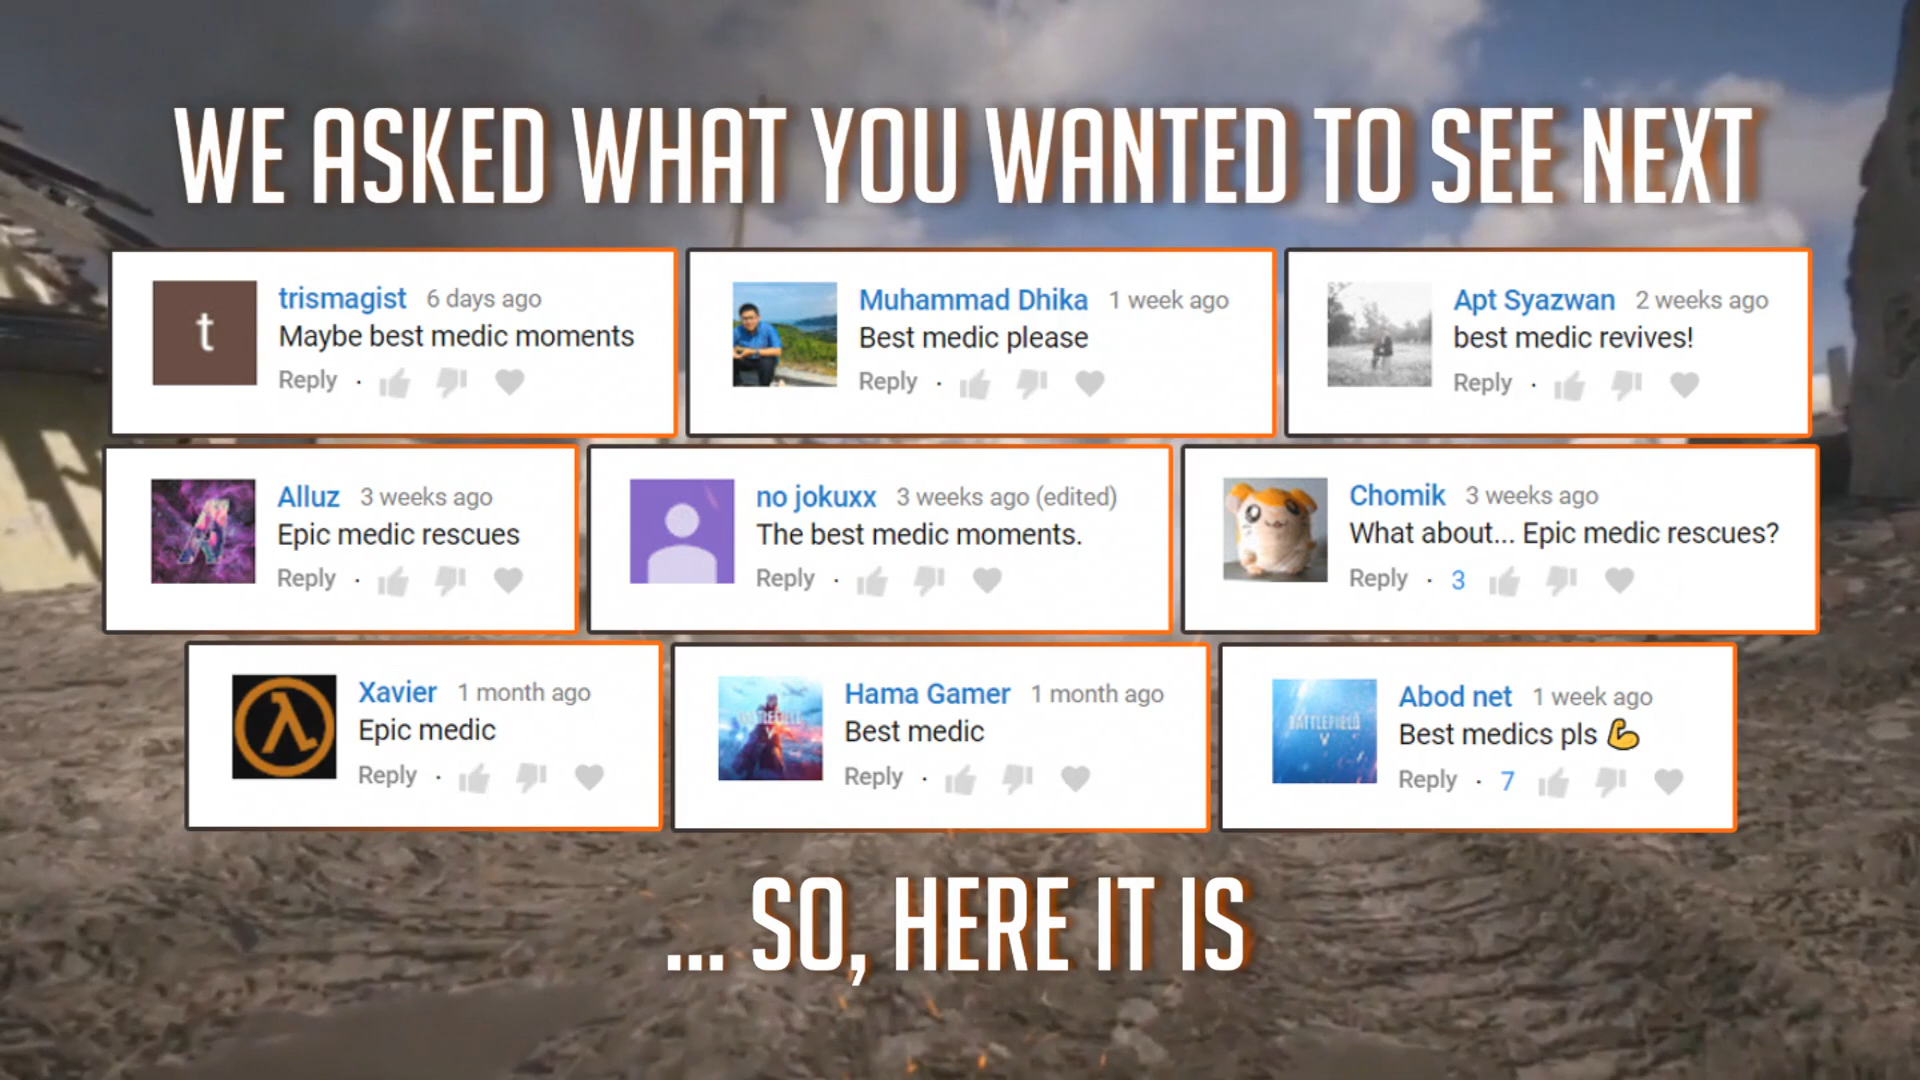 WE ASKED WHAT YOU WANTED TO SEE NEXT
t
trismagist 6 days ago
Maybe best medic moments
Reply ·
Muhammad Dhika 1 week ago
Best medic please
Reply ·
Apt Syazwan 2 weeks ago
best medic revives!
Reply ·
A
Alluz 3 weeks ago
Epic medic rescues
Reply ·
no jokuxx 3 weeks ago (edited)
The best medic moments.
Reply ·
Chomik 3 weeks ago
What about... Epic medic rescues?
Reply · 3
λ
Xavier 1 month ago
Epic medic
Reply ·
Hama Gamer 1 month ago
Best medic
Reply ·
BATTLEFIELD
V
Abod net 1 week ago
Best medics pls 💪
Reply · 7
... SO, HERE IT IS